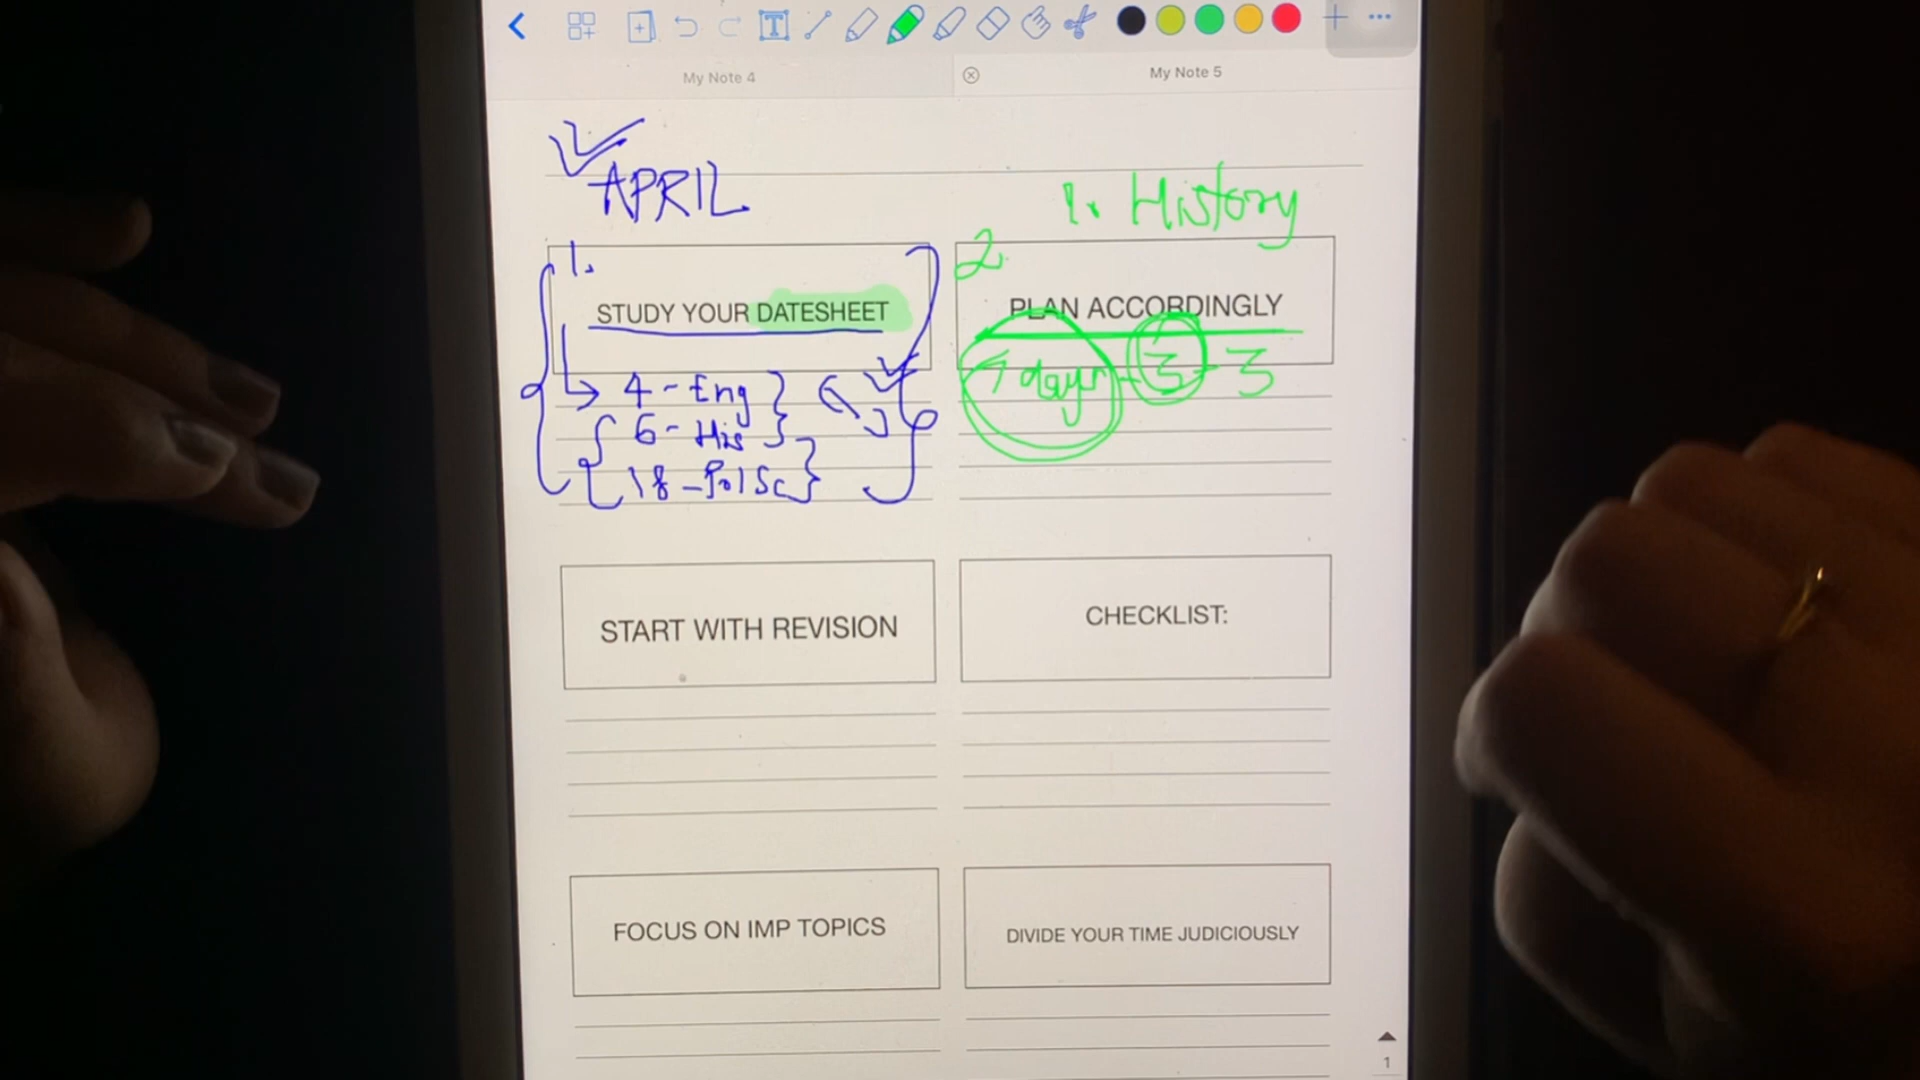 My Note 4
My Note 5
APRIL
1. History
1.
STUDY YOUR DATESHEET
2.
PLAN ACCORDINGLY
4 - Eng
6 - His
18 - PolSc
7 days - 3 - 3
START WITH REVISION
CHECKLIST:
FOCUS ON IMP TOPICS
DIVIDE YOUR TIME JUDICIOUSLY
1